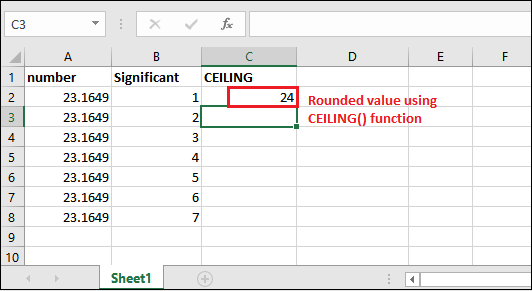 C3
fx
A B C D E F
1 number Significant CEILING
2 23.1649 1 24 Rounded value using
3 23.1649 2 CEILING() function
4 23.1649 3
5 23.1649 4
6 23.1649 5
7 23.1649 6
8 23.1649 7
9
10
Sheet1